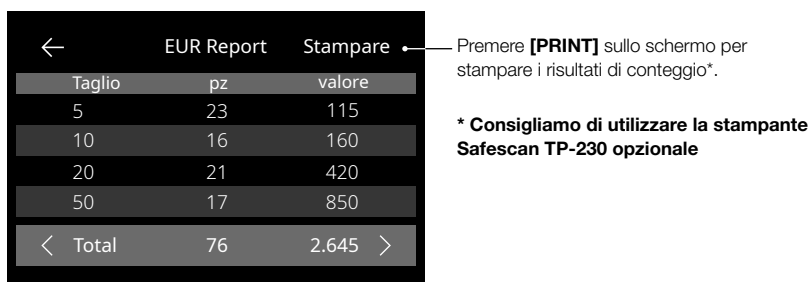 EUR Report Stampare
Taglio pz valore
5 23 115
10 16 160
20 21 420
50 17 850
Total 76 2.645
Premere [PRINT] sullo schermo per
stampare i risultati di conteggio*.
* Consigliamo di utilizzare la stampante
Safescan TP-230 opzionale